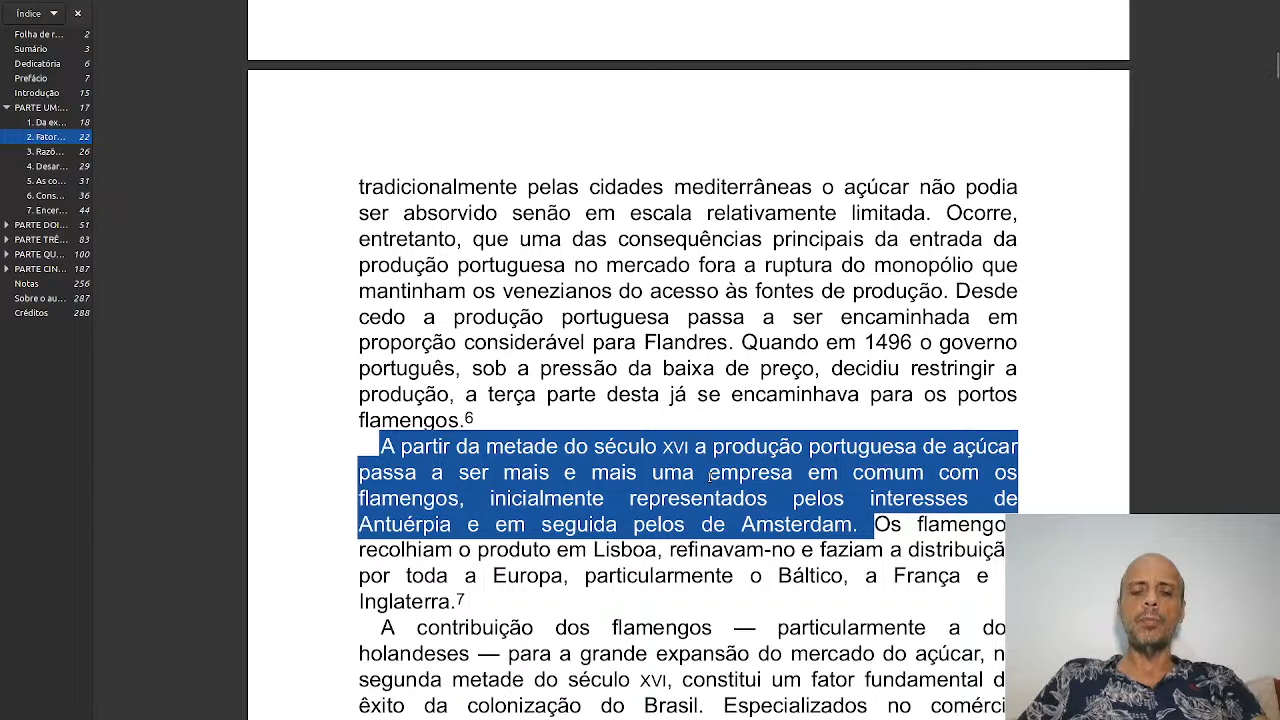 Índice
Folha de r... 2
Sumário 3
Dedicatória 6
Prefácio 7
Introdução 15
PARTE UM:... 17
1. Da ex... 18
2. Fator... 22
3. Razõ... 26
4. Desar... 29
5. As co... 31
6. Cons... 36
7. Encer... 44
PARTE DOI... 51
PARTE TRÊ... 83
PARTE QU... 100
PARTE CIN... 187
Notas 256
Sobre o au... 287
Créditos 288
tradicionalmente pelas cidades mediterrâneas o açúcar não podia
ser absorvido senão em escala relativamente limitada. Ocorre,
entretanto, que uma das consequências principais da entrada da
produção portuguesa no mercado fora a ruptura do monopólio que
mantinham os venezianos do acesso às fontes de produção. Desde
cedo a produção portuguesa passa a ser encaminhada em
proporção considerável para Flandres. Quando em 1496 o governo
português, sob a pressão da baixa de preço, decidiu restringir a
produção, a terça parte desta já se encaminhava para os portos
flamengos.6
A partir da metade do século XVI a produção portuguesa de açúcar
passa a ser mais e mais uma empresa em comum com os
flamengos, inicialmente representados pelos interesses de
Antuérpia e em seguida pelos de Amsterdam. Os flamengo
recolhiam o produto em Lisboa, refinavam-no e faziam a distribuiçã
por toda a Europa, particularmente o Báltico, a França e
Inglaterra.7
A contribuição dos flamengos — particularmente a do
holandeses — para a grande expansão do mercado do açúcar, n
segunda metade do século XVI, constitui um fator fundamental d
êxito da colonização do Brasil. Especializados no comérci